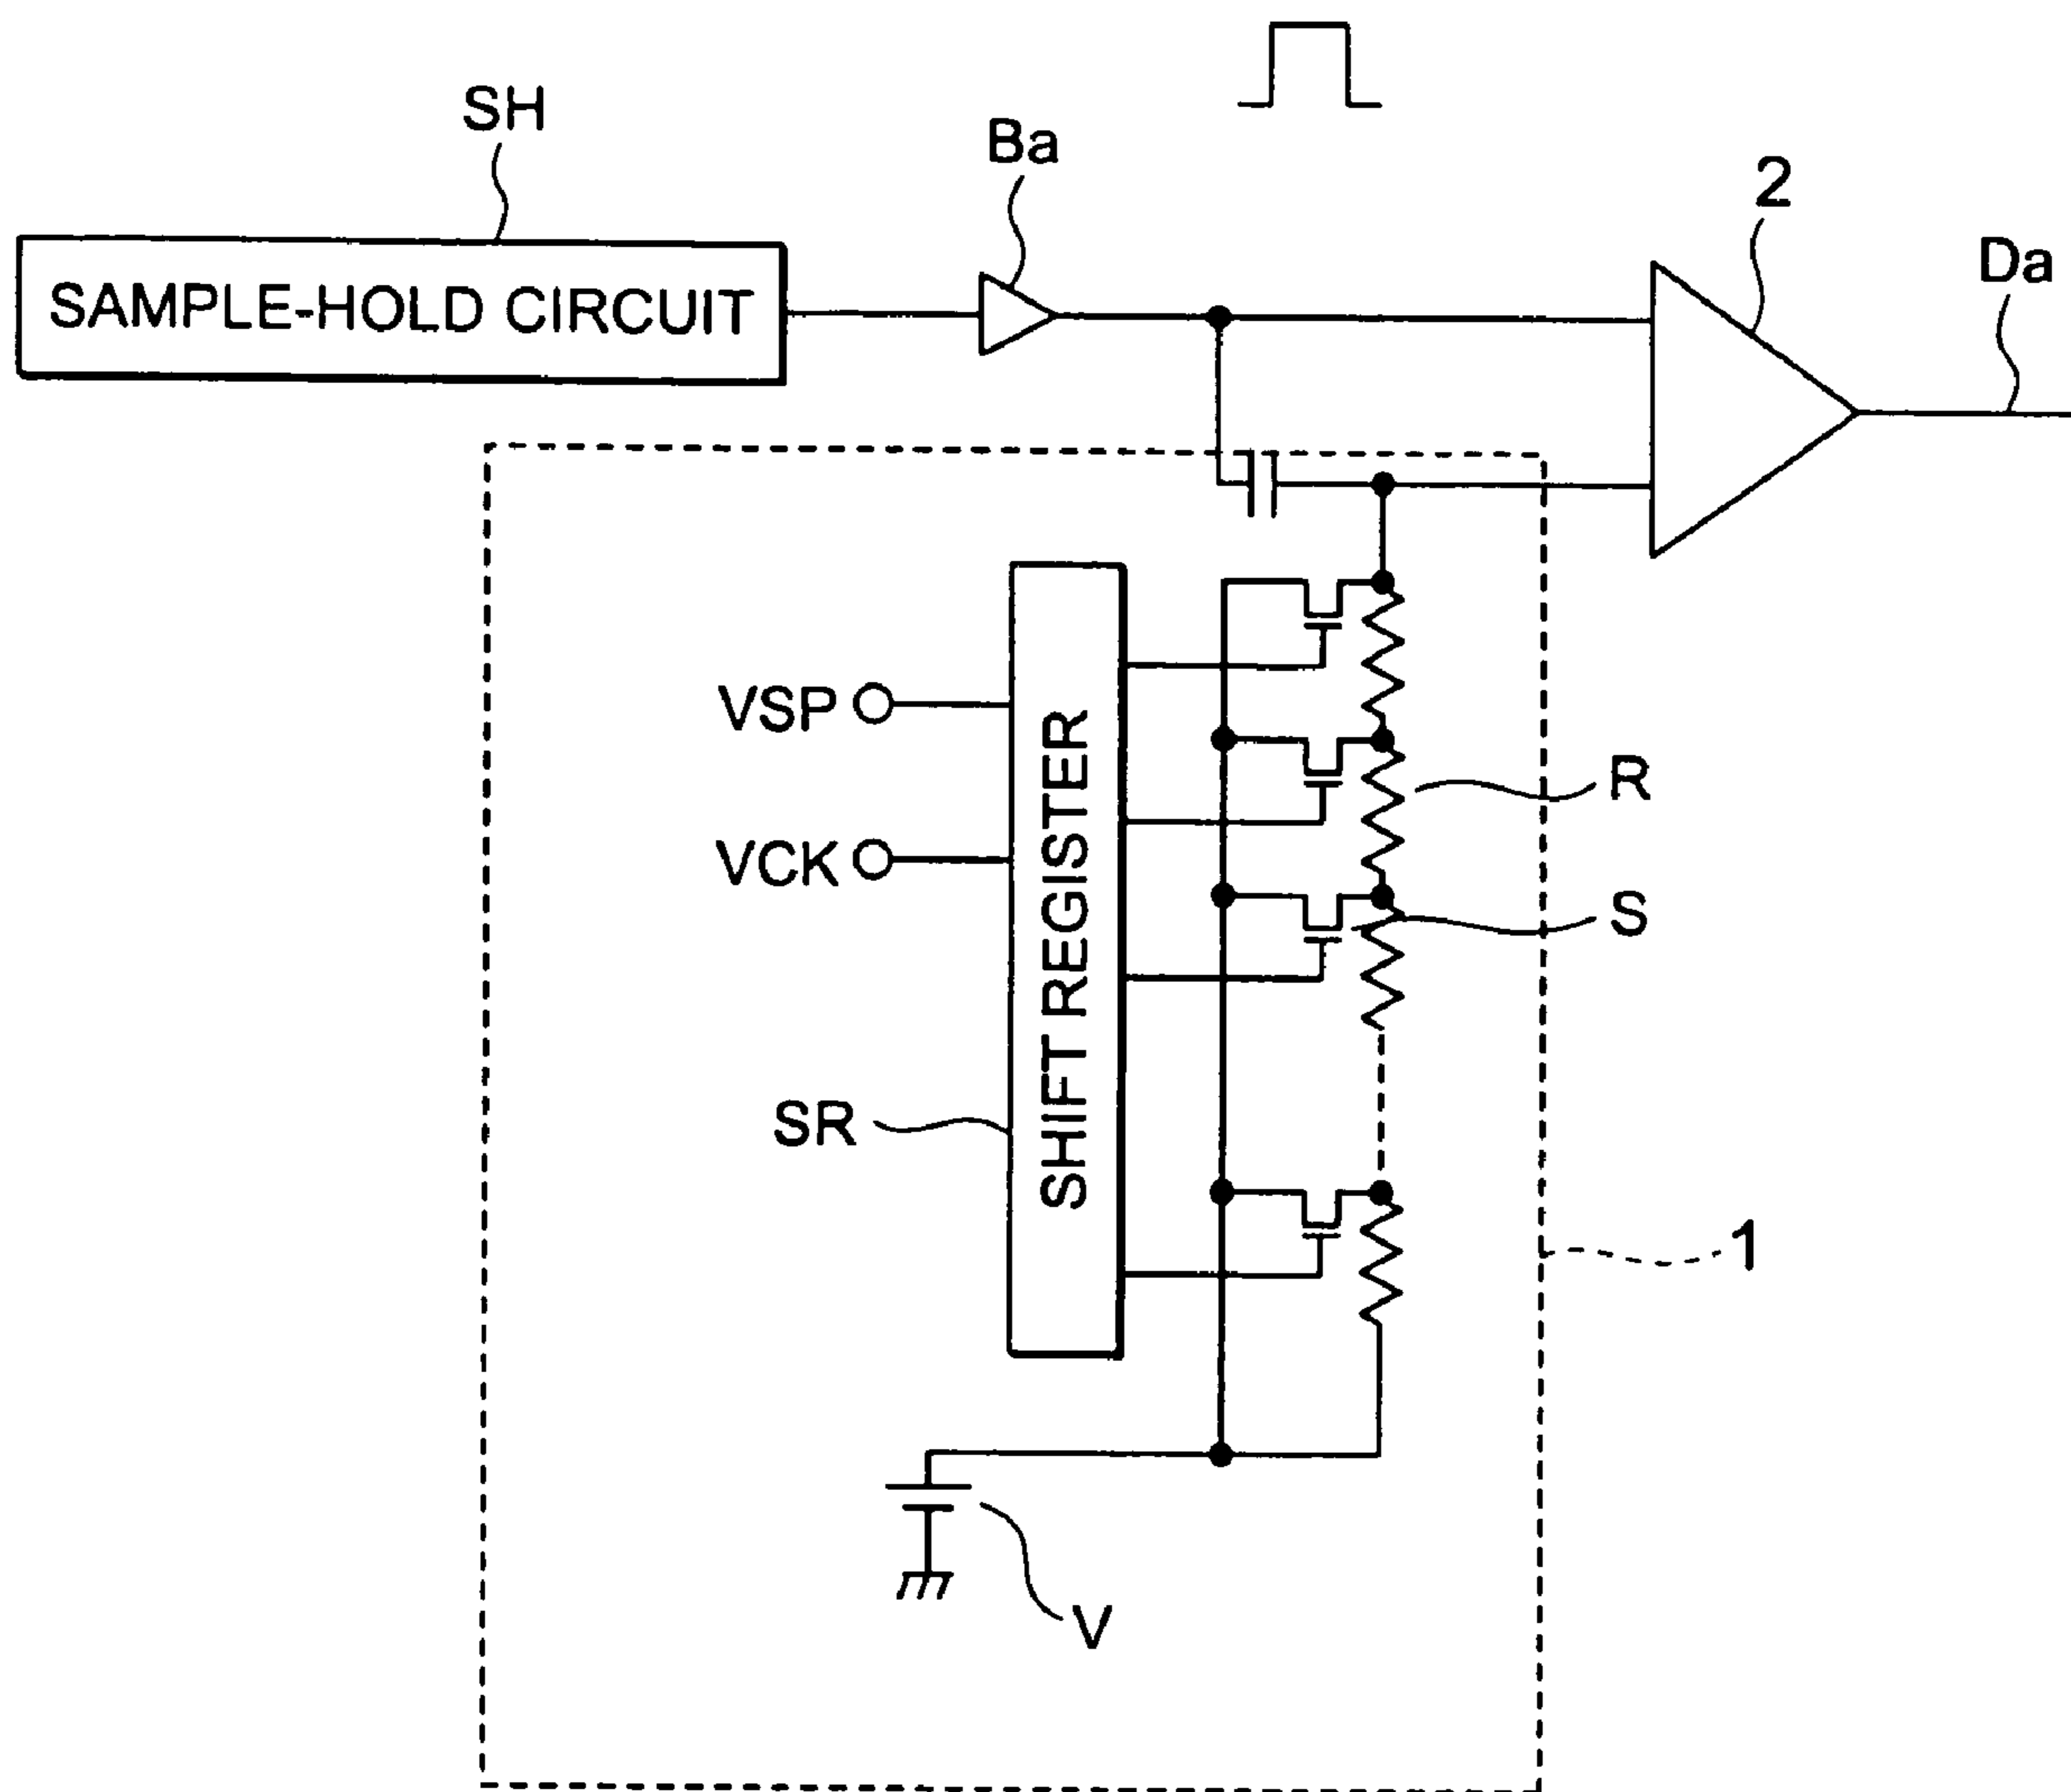 SH
Ba
2
Da
SAMPLE-HOLD CIRCUIT
VSP
VCK
SHIFT REGISTER
R
S
SR
1
V